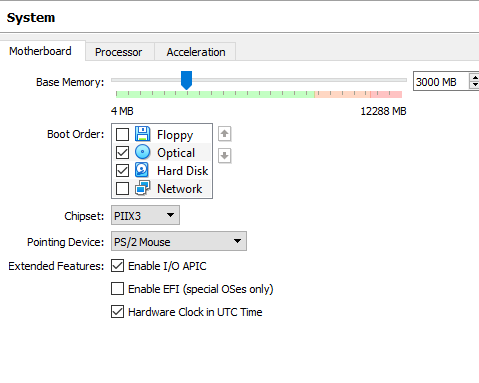 System
Motherboard Processor Acceleration
Base Memory: 3000 MB
4 MB 12288 MB
Boot Order: Floppy
Optical
Hard Disk
Network
Chipset: PIIX3
Pointing Device: PS/2 Mouse
Extended Features: Enable I/O APIC
Enable EFI (special OSes only)
Hardware Clock in UTC Time